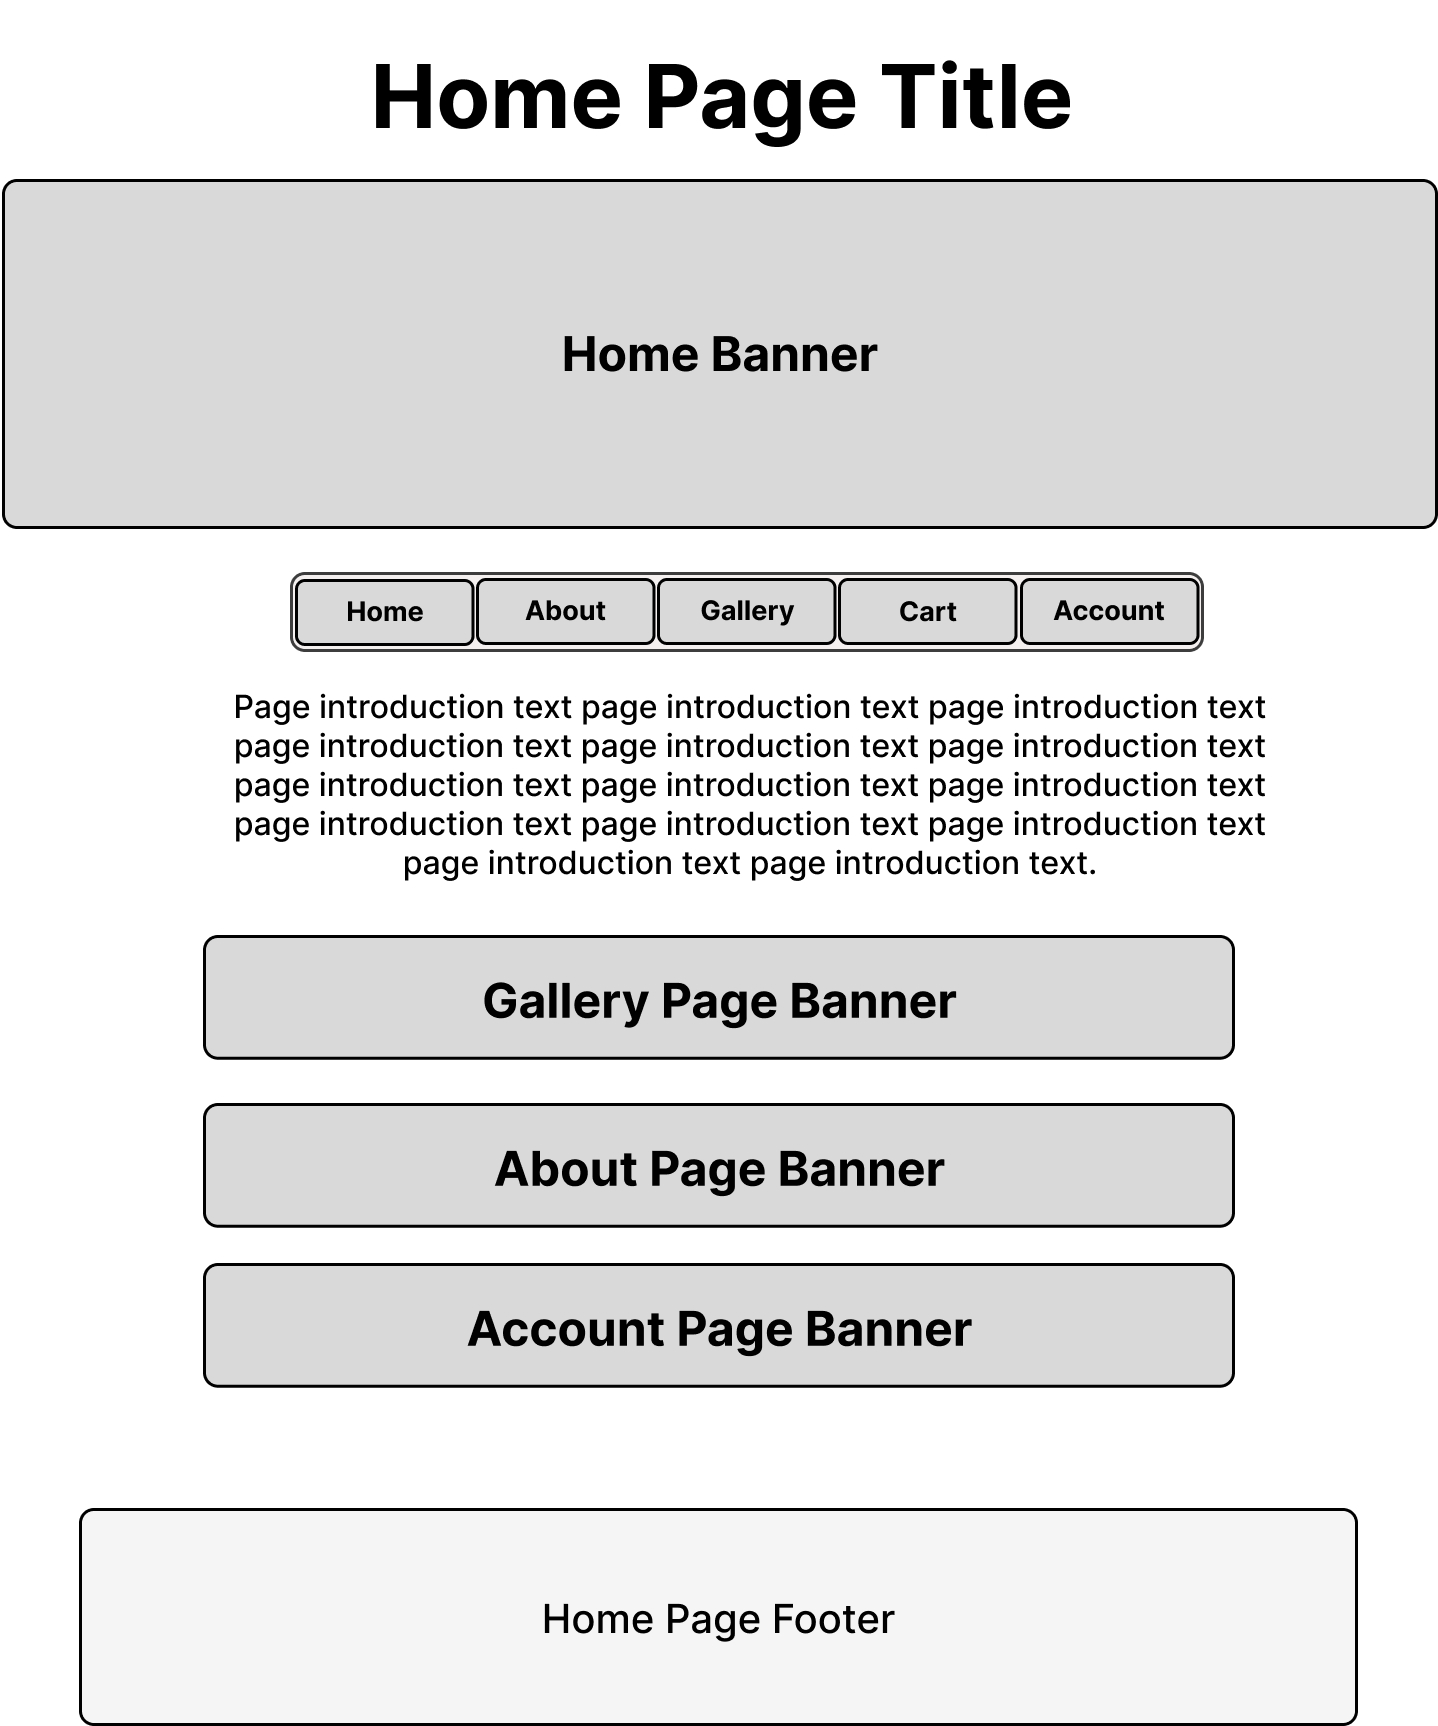 Home Page Title
Home Banner
Home
About
Gallery
Cart
Account
Page introduction text page introduction text page introduction text
page introduction text page introduction text page introduction text
page introduction text page introduction text page introduction text
page introduction text page introduction text page introduction text
page introduction text page introduction text.
Gallery Page Banner
About Page Banner
Account Page Banner
Home Page Footer